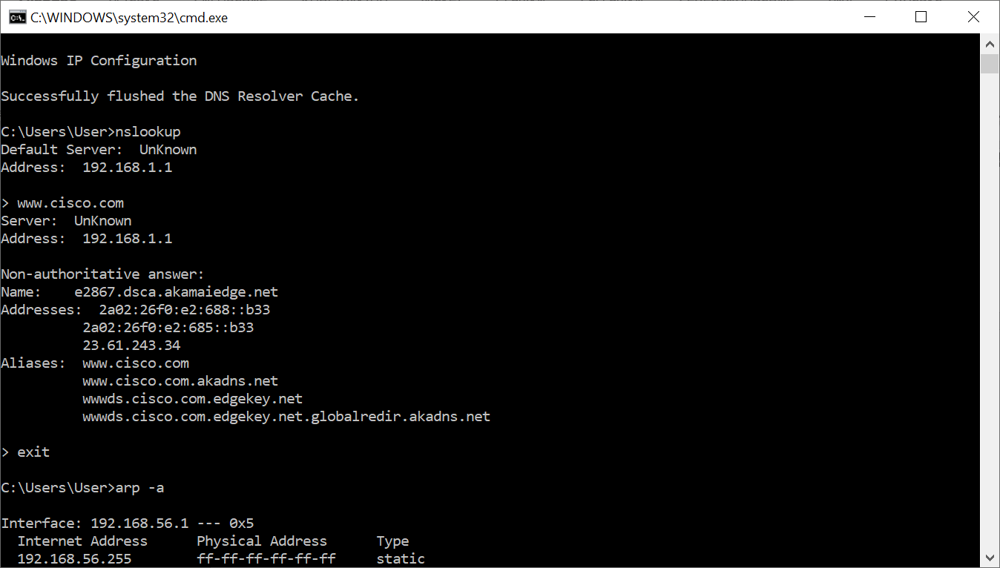 C:\WINDOWS\system32\cmd.exe
Windows IP Configuration
Successfully flushed the DNS Resolver Cache.
C:\Users\User>nslookup
Default Server:  UnKnown
Address:  192.168.1.1
> www.cisco.com
Server:  UnKnown
Address:  192.168.1.1
Non-authoritative answer:
Name:    e2867.dsca.akamaiedge.net
Addresses:  2a02:26f0:e2:688::b33
          2a02:26f0:e2:685::b33
          23.61.243.34
Aliases:  www.cisco.com
          www.cisco.com.akadns.net
          wwwds.cisco.com.edgekey.net
          wwwds.cisco.com.edgekey.net.globalredir.akadns.net
> exit
C:\Users\User>arp -a
Interface: 192.168.56.1 --- 0x5
  Internet Address      Physical Address      Type
  192.168.56.255        ff-ff-ff-ff-ff-ff     static